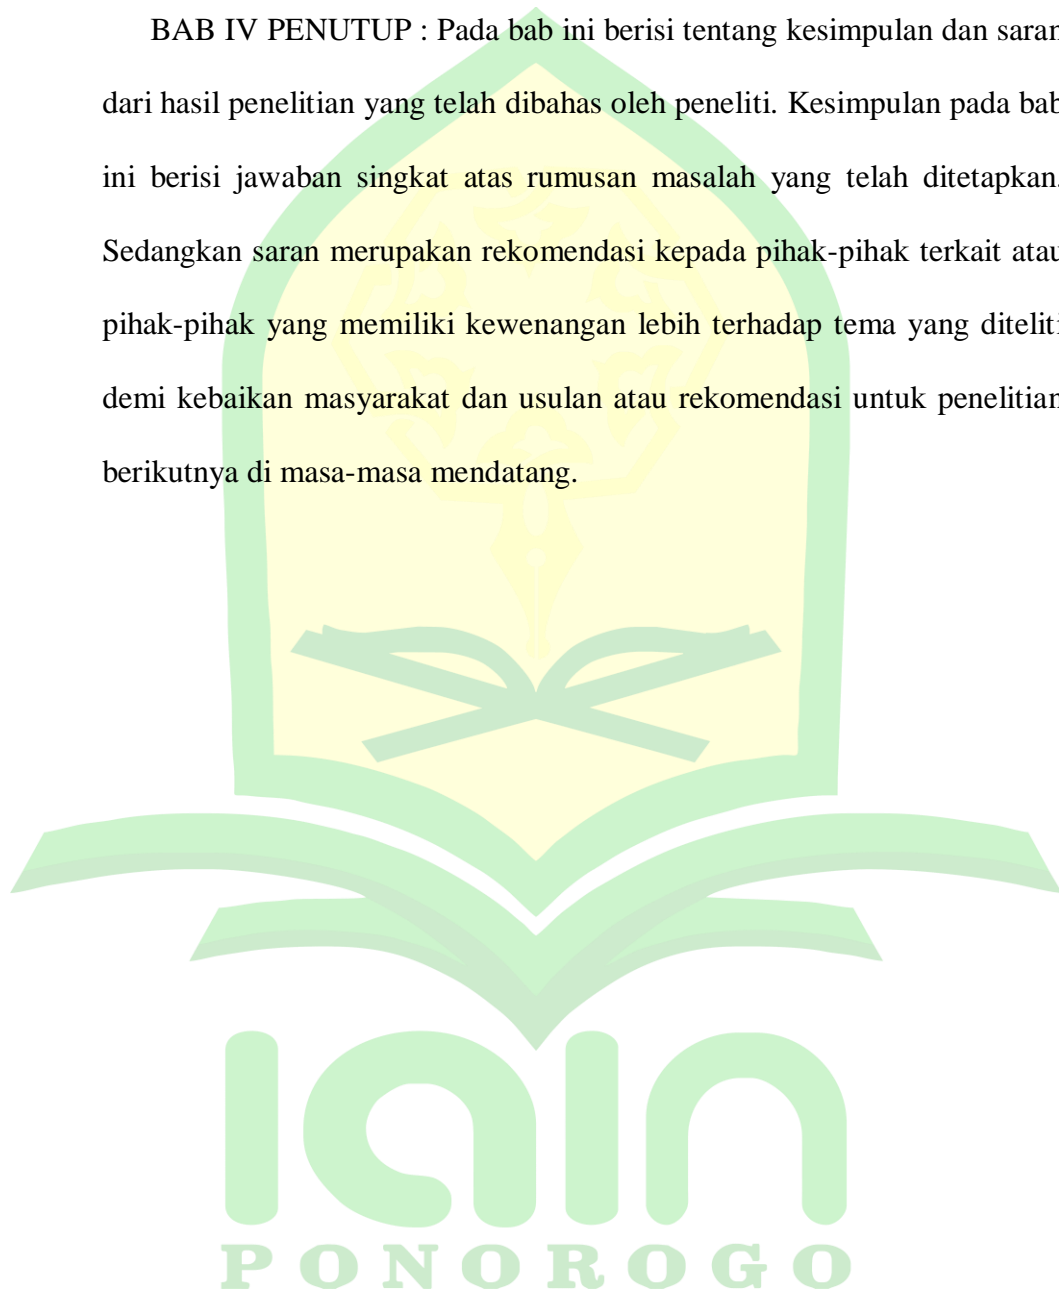 BAB IV PENUTUP : Pada bab ini berisi tentang kesimpulan dan saran
dari hasil penelitian yang telah dibahas oleh peneliti. Kesimpulan pada bab
ini berisi jawaban singkat atas rumusan masalah yang telah ditetapkan.
Sedangkan saran merupakan rekomendasi kepada pihak-pihak terkait atau
pihak-pihak yang memiliki kewenangan lebih terhadap tema yang diteliti
demi kebaikan masyarakat dan usulan atau rekomendasi untuk penelitian
berikutnya di masa-masa mendatang.
iain
PONOROGO